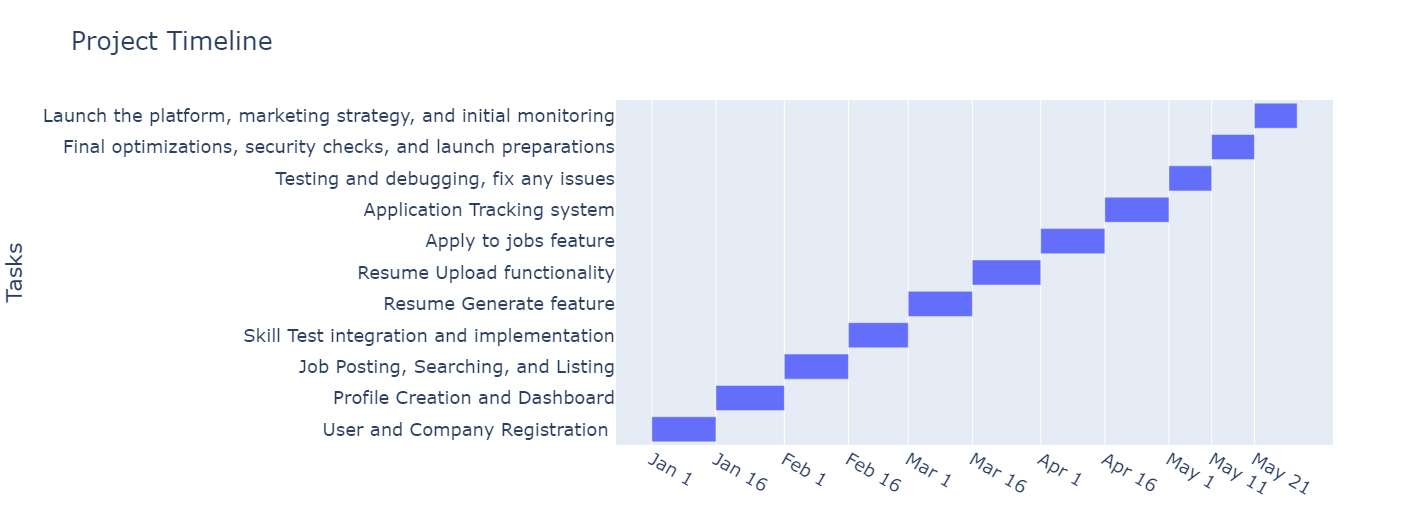 Project Timeline
Tasks
Launch the platform, marketing strategy, and initial monitoring
Final optimizations, security checks, and launch preparations
Testing and debugging, fix any issues
Application Tracking system
Apply to jobs feature
Resume Upload functionality
Resume Generate feature
Skill Test integration and implementation
Job Posting, Searching, and Listing
Profile Creation and Dashboard
User and Company Registration
Jan 1
Jan 16
Feb 1
Feb 16
Mar 1
Mar 16
Apr 1
Apr 16
May 1
May 11
May 21